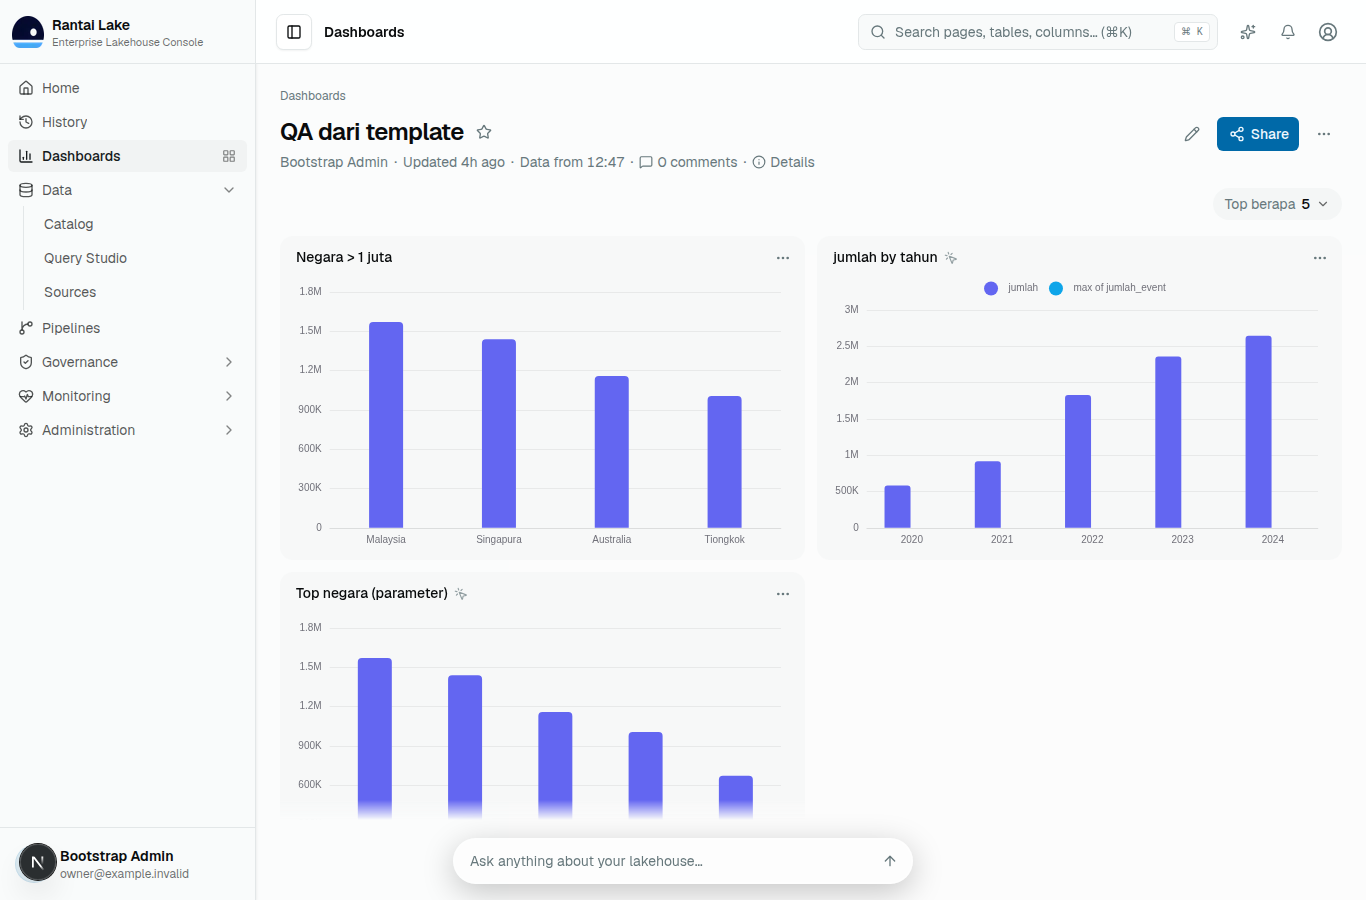 Rantai Lake
Enterprise Lakehouse Console
Home
History
Dashboards
Data
Catalog
Query Studio
Sources
Pipelines
Governance
Monitoring
Administration
Bootstrap Admin
owner@example.invalid
N
Dashboards
Search pages, tables, columns... (⌘K)
⌘ K
Dashboards
QA dari template
Share
Bootstrap Admin · Updated 4h ago · Data from 12:47 · 0 comments · Details
Top berapa 5
Negara > 1 juta
1.8M
1.5M
1.2M
900K
600K
300K
0
Malaysia Singapura Australia Tiongkok
jumlah by tahun
jumlah max of jumlah_event
3M
2.5M
2M
1.5M
1M
500K
0
2020 2021 2022 2023 2024
Top negara (parameter)
1.8M
1.5M
1.2M
900K
600K
Ask anything about your lakehouse...